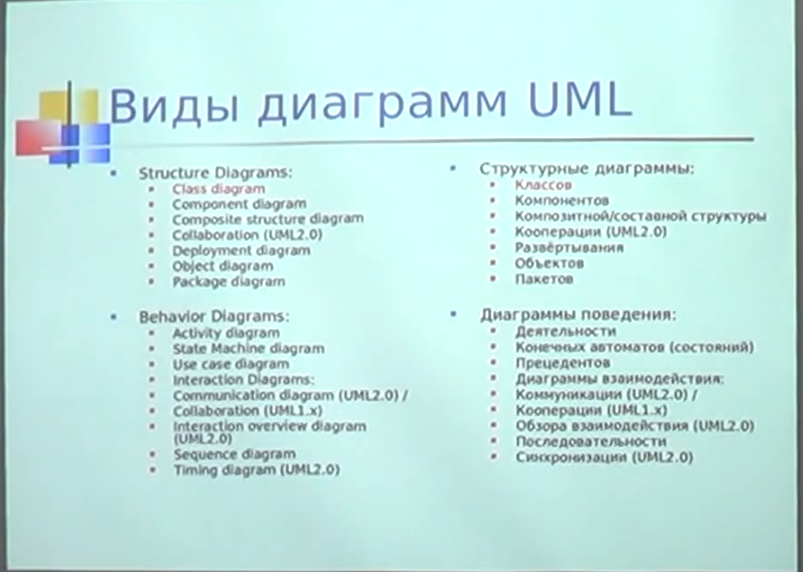 Виды диаграмм UML
Structure Diagrams:
Class diagram
Component diagram
Composite structure diagram
Collaboration (UML2.0)
Deployment diagram
Object diagram
Package diagram
Behavior Diagrams:
Activity diagram
State Machine diagram
Use case diagram
Interaction Diagrams:
Communication diagram (UML2.0) /
Collaboration (UML1.x)
Interaction overview diagram
(UML2.0)
Sequence diagram
Timing diagram (UML2.0)
Структурные диаграммы:
Классов
Компонентов
Композитной/составной структуры
Кооперации (UML2.0)
Развёртывания
Объектов
Пакетов
Диаграммы поведения:
Деятельности
Конечных автоматов (состояний)
Прецедентов
Диаграммы взаимодействия:
Коммуникации (UML2.0) /
Кооперации (UML1.x)
Обзора взаимодействия (UML2.0)
Последовательности
Синхронизации (UML2.0)